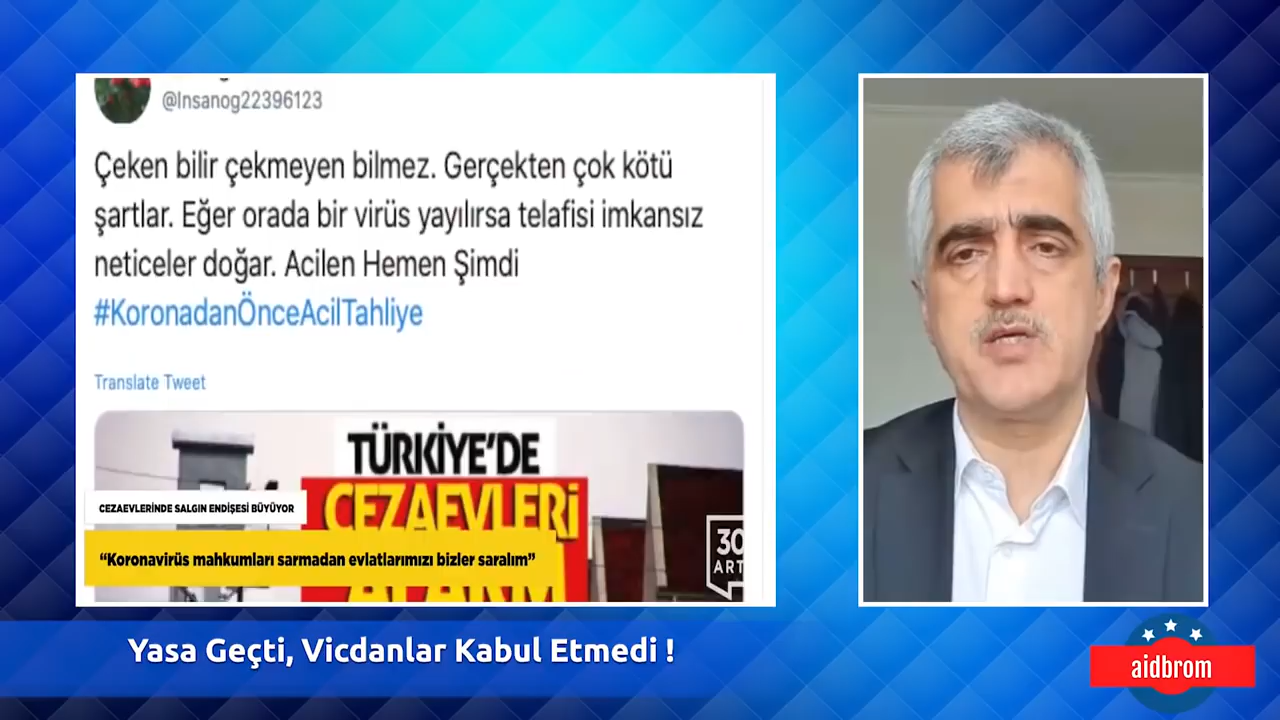 @Insanog22396123
Çeken bilir çekmeyen bilmez. Gerçekten çok kötü
şartlar. Eğer orada bir virüs yayılırsa telafisi imkansız
neticeler doğar. Acilen Hemen Şimdi
#KoronadanÖnceAcilTahliye
Translate Tweet
TÜRKİYE'DE
CEZAEVLERİ
CEZAEVLERİNDE SALGIN ENDİŞESİ BÜYÜYOR
“Koronavirüs mahkumları sarmadan evlatlarımızı bizler saralım”
30
ART
Yasa Geçti, Vicdanlar Kabul Etmedi !
aidbrom